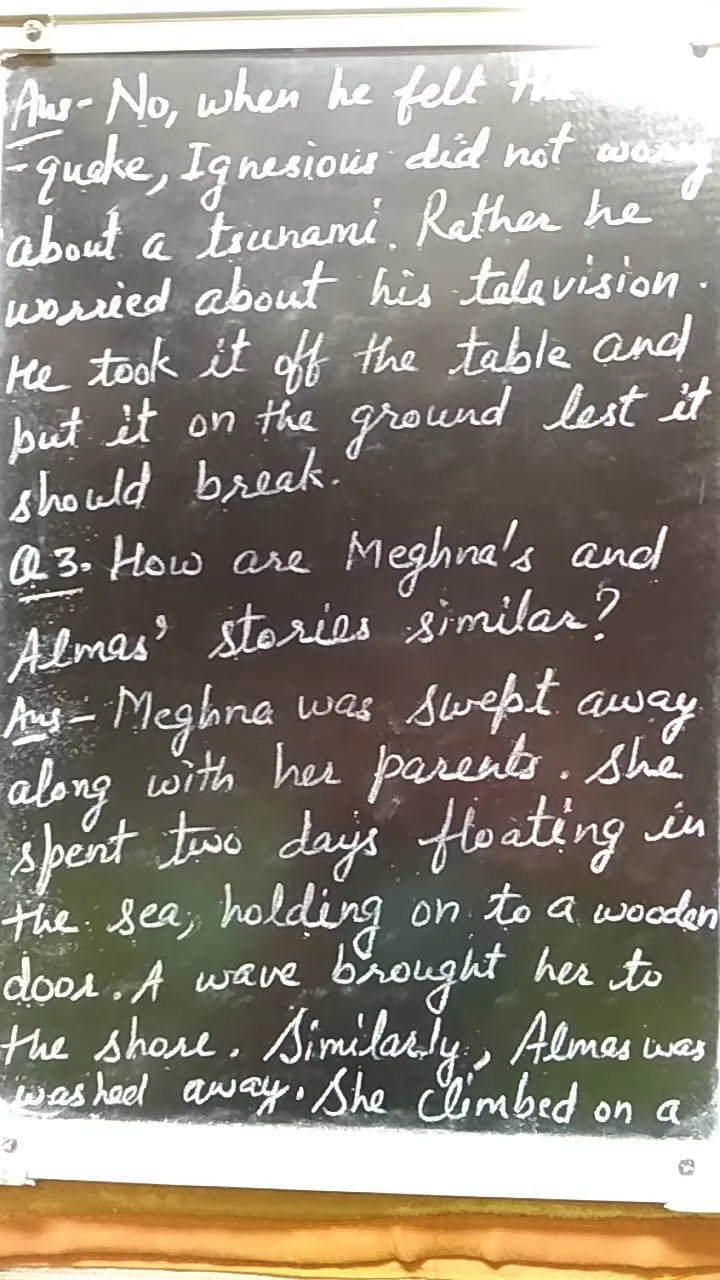 Ans- No, when he felt
-quake, Ignesious did not worry
about a tsunami. Rather he
worried about his television.
He took it off the table and
put it on the ground lest it
should break.
Q3. How are Meghna's and
Almas' stories similar?
Ans- Meghna was swept away
along with her parents. She
spent two days floating in
the sea, holding on to a wooden
door. A wave brought her to
the shore. Similarly, Almas was
washed away. She climbed on a